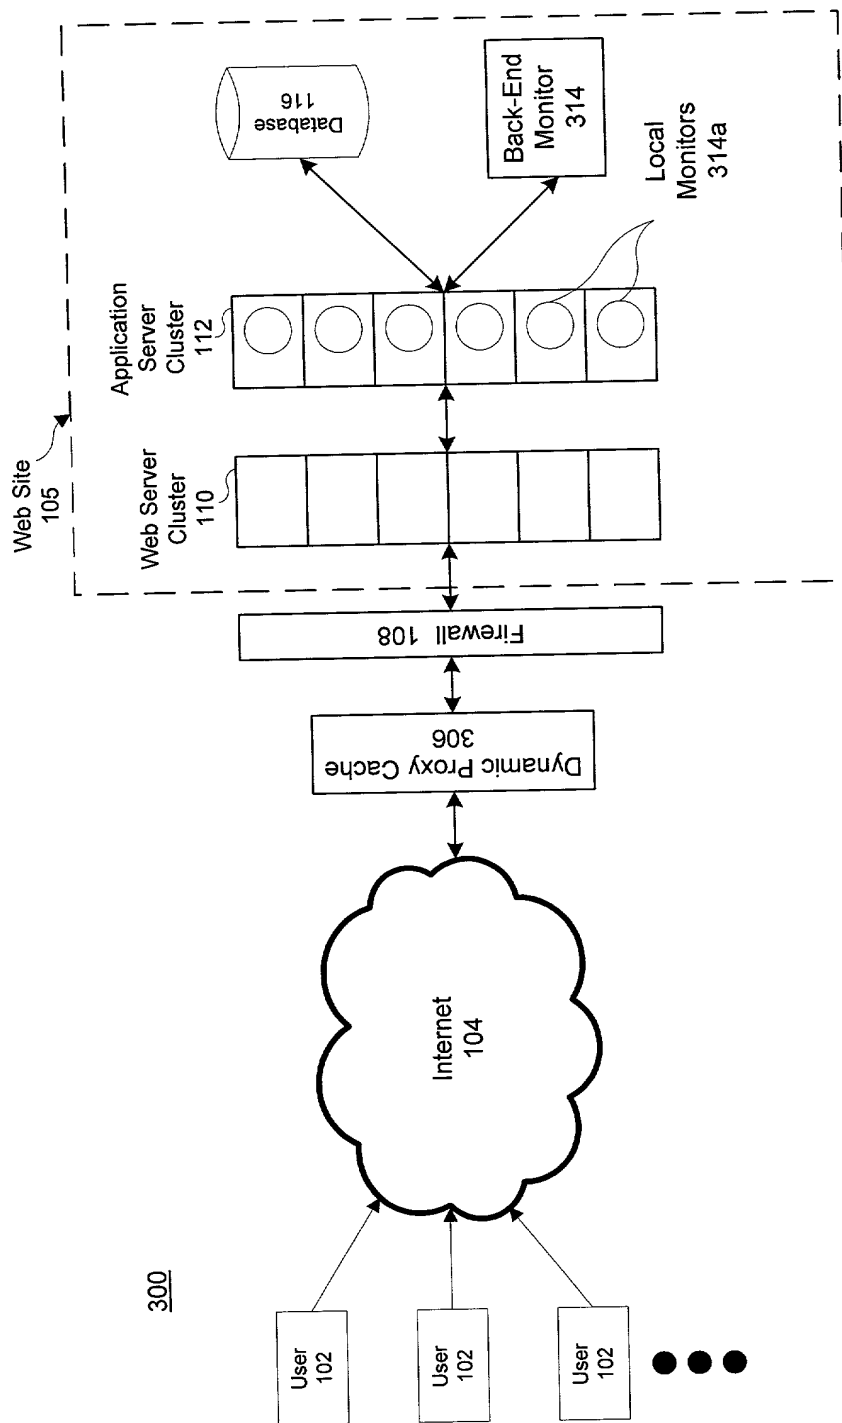 300
User
102
User
102
User
102
Internet
104
Dynamic Proxy Cache
306
Firewall 108
Web Site
105
Web Server
Cluster
110
Application
Server
Cluster
112
Database
116
Back-End
Monitor
314
Local
Monitors
314a